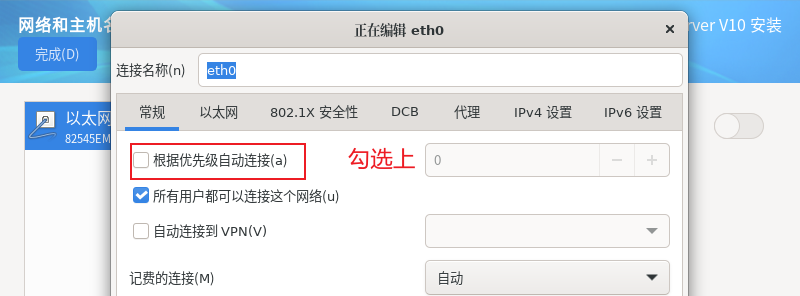 网络和主机名
rver V10 安装
完成(D)
正在编辑 eth0
连接名称(n) eth0
常规 以太网 802.1X 安全性 DCB 代理 IPv4 设置 IPv6 设置
以太网
82545EM
根据优先级自动连接(a) 勾选上 0
所有用户都可以连接这个网络(u)
自动连接到 VPN(V)
记费的连接(M) 自动